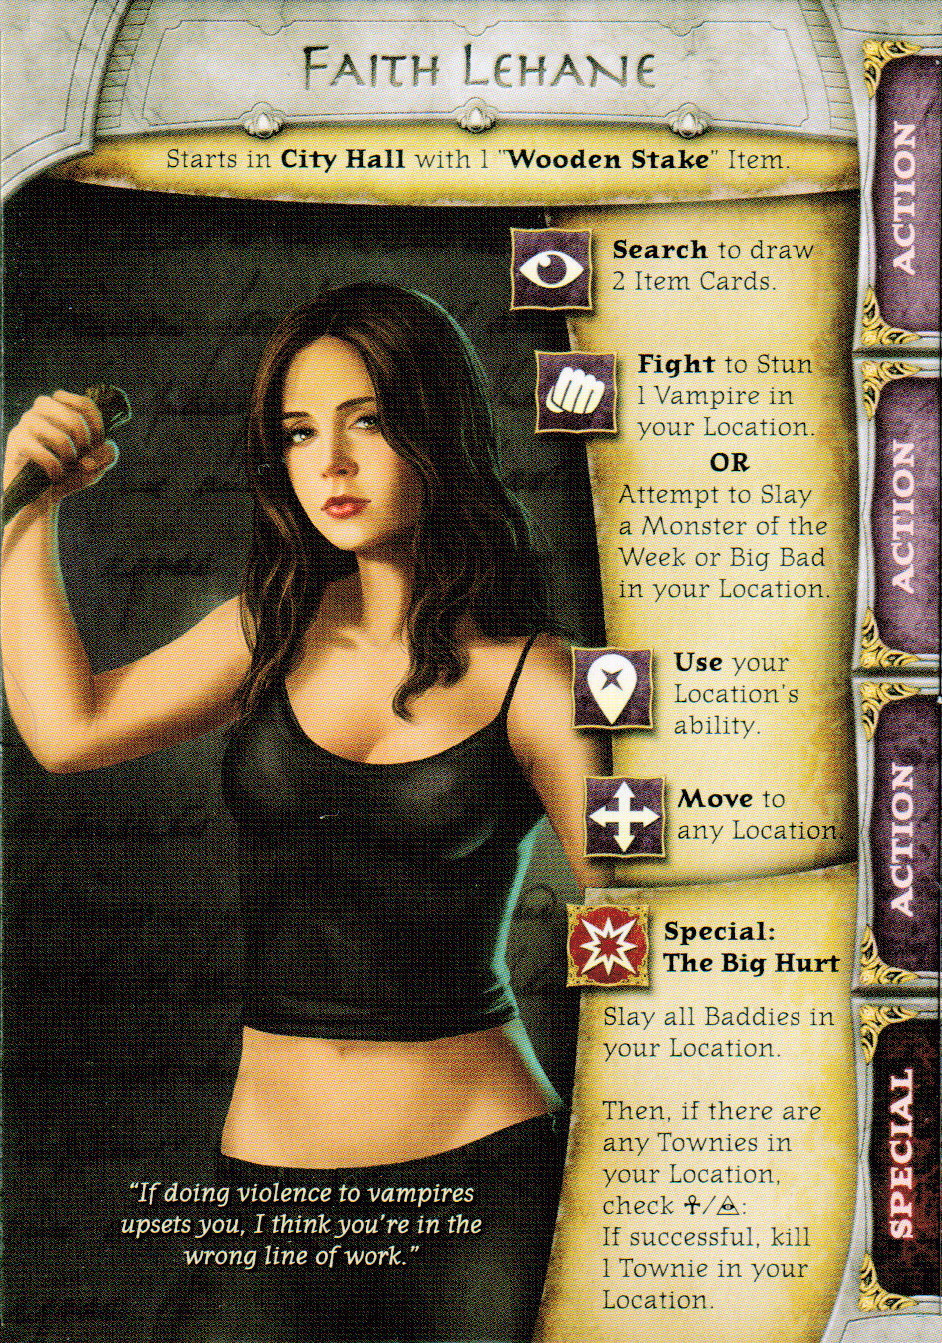 FAITH LEHANE
Starts in City Hall with 1 "Wooden Stake" Item.
Search to draw
2 Item Cards.
Fight to Stun
1 Vampire in
your Location.
OR
Attempt to Slay
a Monster of the
Week or Big Bad
in your Location.
Use your
Location's
ability.
Move to
any Location.
Special:
The Big Hurt
Slay all Baddies in
your Location.
Then, if there are
any Townies in
your Location,
check ☥/⟁:
If successful, kill
1 Townie in your
Location.
"If doing violence to vampires
upsets you, I think you're in the
wrong line of work."
ACTION
ACTION
ACTION
SPECIAL